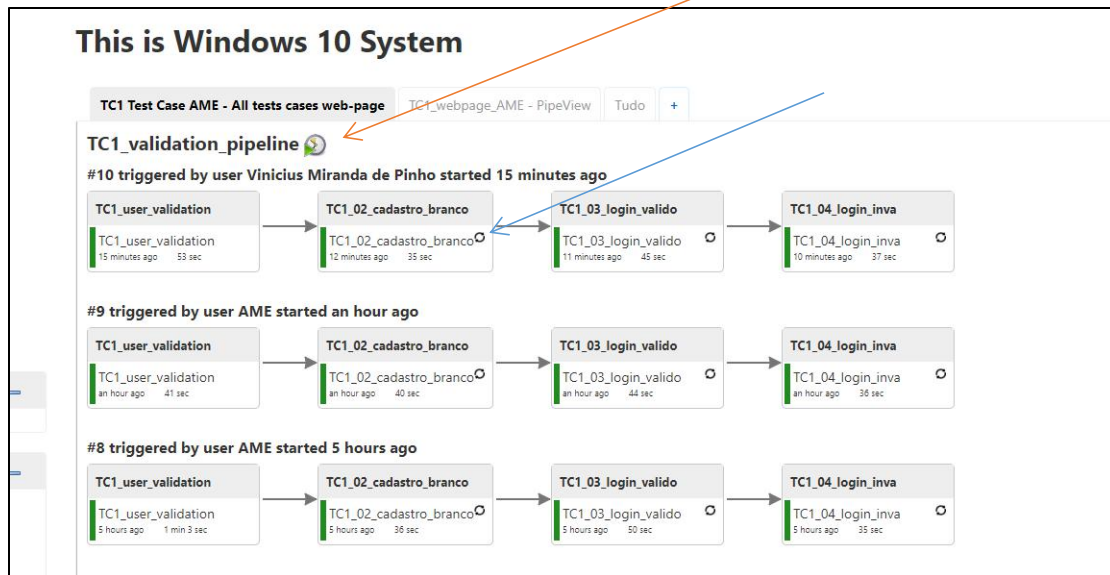 This is Windows 10 System
TC1 Test Case AME - All tests cases web-page TC1_webpage_AME - PipeView Tudo +
TC1_validation_pipeline
#10 triggered by user Vinicius Miranda de Pinho started 15 minutes ago
TC1_user_validation TC1_02_cadastro_branco TC1_03_login_valido TC1_04_login_inva
TC1_user_validation TC1_02_cadastro_branco TC1_03_login_valido TC1_04_login_inva
15 minutes ago 53 sec 12 minutes ago 35 sec 11 minutes ago 45 sec 10 minutes ago 37 sec
#9 triggered by user AME started an hour ago
TC1_user_validation TC1_02_cadastro_branco TC1_03_login_valido TC1_04_login_inva
TC1_user_validation TC1_02_cadastro_branco TC1_03_login_valido TC1_04_login_inva
an hour ago 41 sec an hour ago 40 sec an hour ago 44 sec an hour ago 36 sec
#8 triggered by user AME started 5 hours ago
TC1_user_validation TC1_02_cadastro_branco TC1_03_login_valido TC1_04_login_inva
TC1_user_validation TC1_02_cadastro_branco TC1_03_login_valido TC1_04_login_inva
5 hours ago 1 min 3 sec 5 hours ago 36 sec 5 hours ago 50 sec 5 hours ago 35 sec